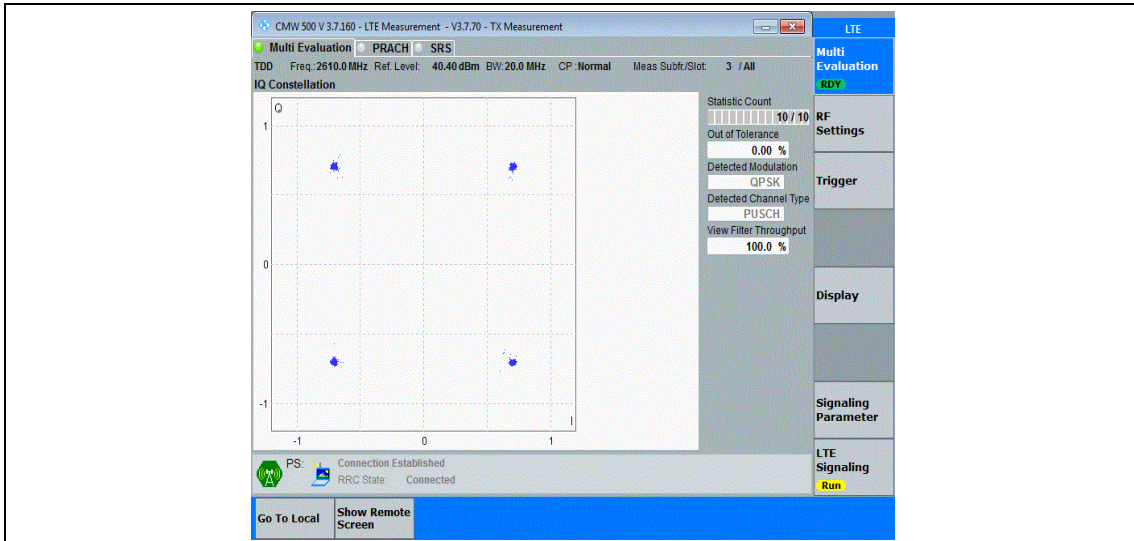 CMW 500 V 3.7.160 - LTE Measurement - V3.7.70 - TX Measurement
LTE
Multi Evaluation PRACH SRS
TDD Freq.:2610.0 MHz Ref. Level: 40.40 dBm BW:20.0 MHz CP :Normal Meas Subfr./Slot: 3 / All
IQ Constellation
Q
1
0
-1
-1 0 1
I
Statistic Count
10 / 10
Out of Tolerance
0.00 %
Detected Modulation
QPSK
Detected Channel Type
PUSCH
View Filter Throughput
100.0 %
Multi
Evaluation
RDY
RF
Settings
Trigger
Display
Signaling
Parameter
LTE
Signaling
Run
PS: Connection Established
RRC State: Connected
Go To Local
Show Remote
Screen